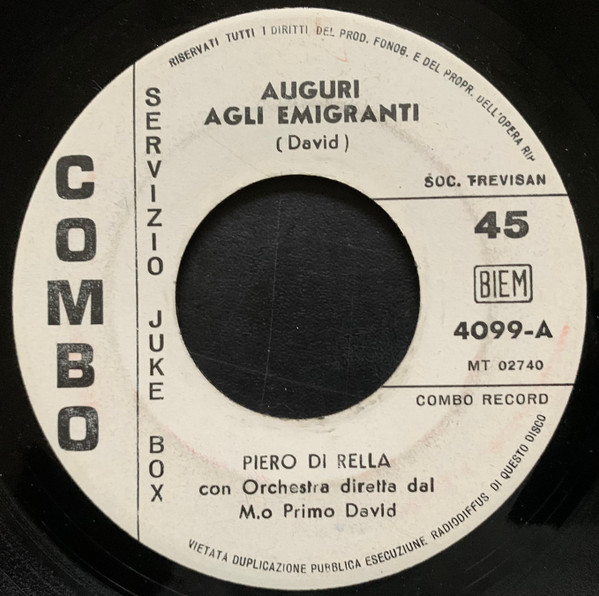 RISERVATI TUTTI I DIRITTI DEL PROD. FONOG. E DEL PROPR. DELL'OPERA RIP
AUGURI
AGLI EMIGRANTI
(David)
SOC. TREVISAN
COMBO
SERVIZIO JUKE BOX
45
BIEM
4099-A
MT 02740
COMBO RECORD
PIERO DI RELLA
con Orchestra diretta dal
M.o Primo David
VIETATA DUPLICAZIONE PUBBLICA ESECUZIUNE RADIODIFFUS DI QUESTO DISCO